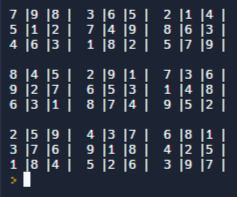 7 |9 |8 |  3 |6 |5 |  2 |1 |4 |
5 |1 |2 |  7 |4 |9 |  8 |6 |3 |
4 |6 |3 |  1 |8 |2 |  5 |7 |9 |
8 |4 |5 |  2 |9 |1 |  7 |3 |6 |
9 |2 |7 |  6 |5 |3 |  1 |4 |8 |
6 |3 |1 |  8 |7 |4 |  9 |5 |2 |
2 |5 |9 |  4 |3 |7 |  6 |8 |1 |
3 |7 |6 |  9 |1 |8 |  4 |2 |5 |
1 |8 |4 |  5 |2 |6 |  3 |9 |7 |
>